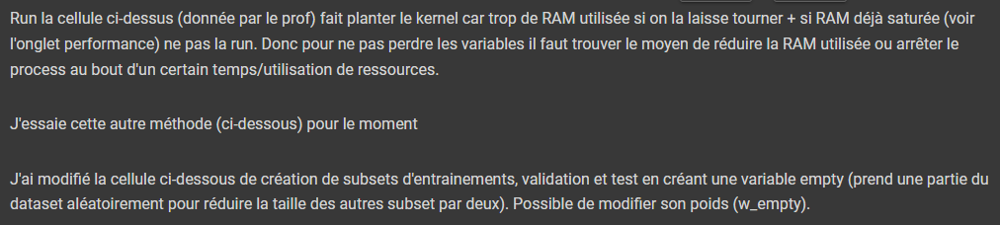 Run la cellule ci-dessus (donnée par le prof) fait planter le kernel car trop de RAM utilisée si on la laisse tourner + si RAM déjà saturée (voir
l'onglet performance) ne pas la run. Donc pour ne pas perdre les variables il faut trouver le moyen de réduire la RAM utilisée ou arrêter le
process au bout d'un certain temps/utilisation de ressources.
J'essaie cette autre méthode (ci-dessous) pour le moment
J'ai modifié la cellule ci-dessous de création de subsets d'entrainements, validation et test en créant une variable empty (prend une partie du
dataset aléatoirement pour réduire la taille des autres subset par deux). Possible de modifier son poids (w_empty).